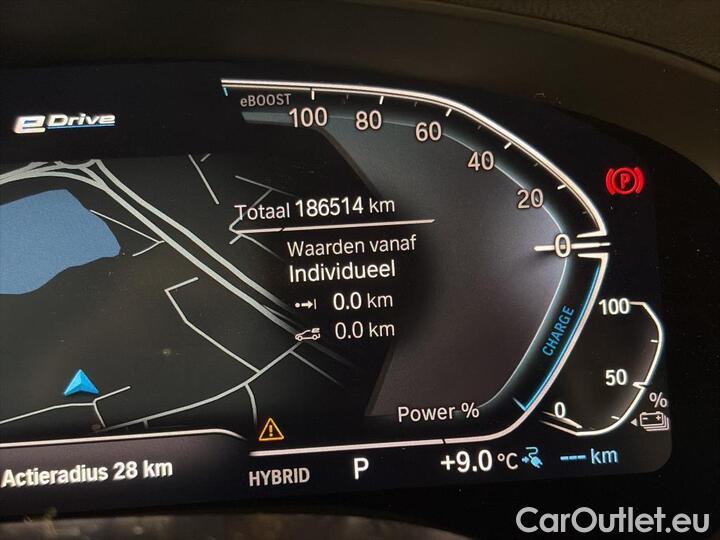 eDrive
eBOOST
100 80 60 40 20 0
P
Totaal 186514 km
Waarden vanaf
Individueel
0.0 km
0.0 km
CHARGE
100
50
0
%
Power %
Actieradius 28 km
HYBRID P +9.0 °C --- km
CarOutlet.eu